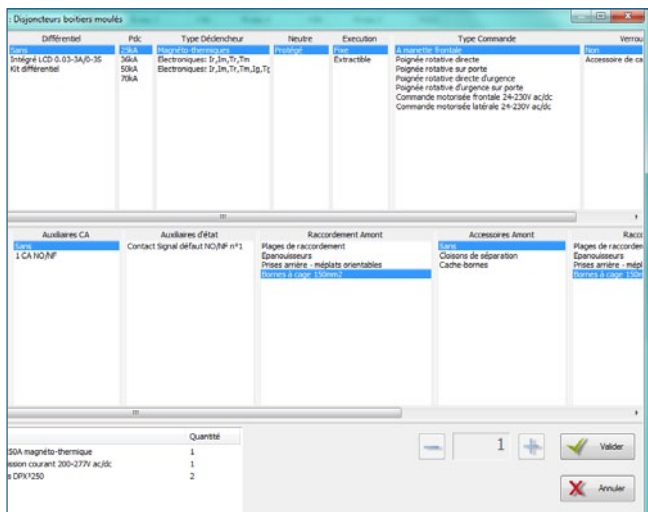 : Disjoncteurs boitiers moulés
Différentiel Pdc Type Déclencheur Neutre Execution Type Commande Verrou
Sans 25kA Magnéto-thermiques Protégé Fixe A manette frontale Non
Intégré LCD 0.03-3A/0-3S 36kA Electroniques: Ir,Im,Tr,Tm Extractible Poignée rotative directe Accessoire de ca
Kit différentiel 50kA Electroniques: Ir,Im,Tr,Tm,Ig,Tg Poignée rotative sur porte
70kA Poignée rotative directe d'urgence
Poignée rotative d'urgence sur porte
Commande motorisée frontale 24-230V ac/dc
Commande motorisée latérale 24-230V ac/dc
Auxiliaires CA Auxiliaires d'état Raccordement Amont Accessoires Amont Racco
Sans Contact Signal défaut NO/NF n°1 Plages de raccordement Sans Plages de raccorden
1 CA NO/NF Epanouisseurs Cloisons de séparation Epanouisseurs
Prises arrière - méplats orientables Cache-bornes Prises arrière - mépl
Bornes à cage 150mm2 Bornes à cage 150m
Quantité
50A magnéto-thermique 1
ission courant 200-277V ac/dc 1
s DPX³250 2
1
Valider
Annuler